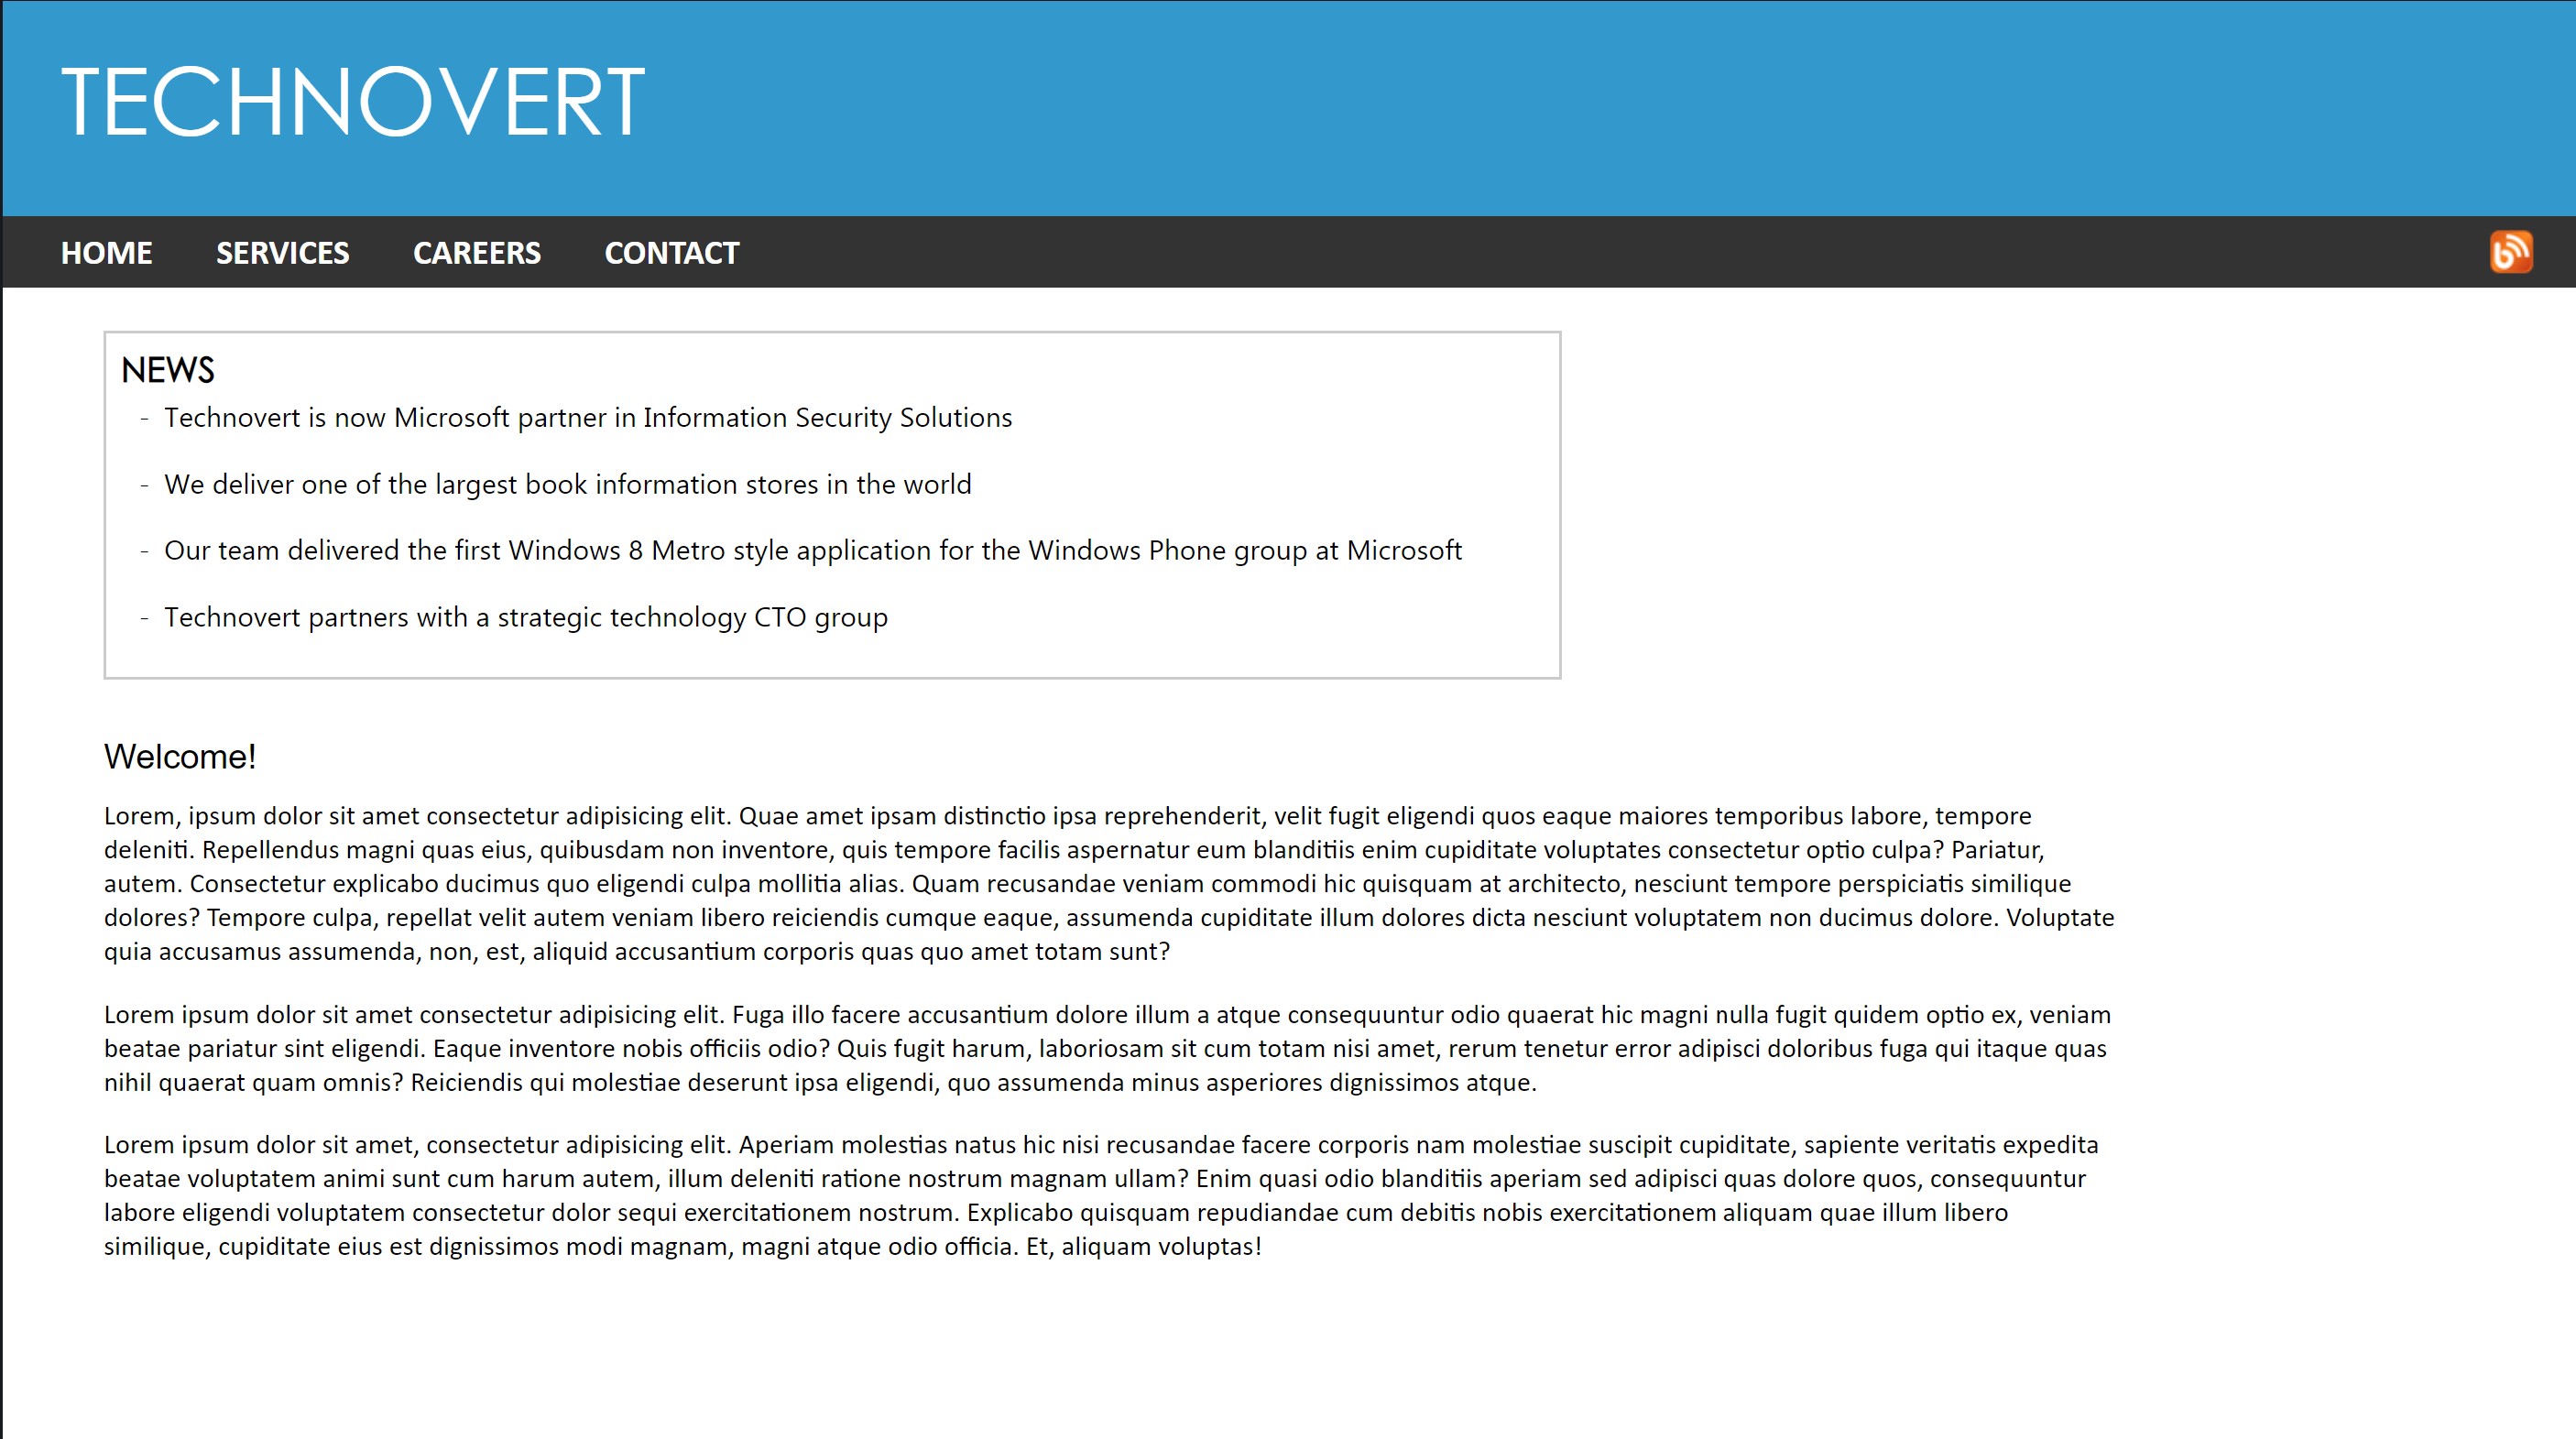 TECHNOVERT
HOME SERVICES CAREERS CONTACT
NEWS
- Technovert is now Microsoft partner in Information Security Solutions
- We deliver one of the largest book information stores in the world
- Our team delivered the first Windows 8 Metro style application for the Windows Phone group at Microsoft
- Technovert partners with a strategic technology CTO group
Welcome!
Lorem, ipsum dolor sit amet consectetur adipisicing elit. Quae amet ipsam distinctio ipsa reprehenderit, velit fugit eligendi quos eaque maiores temporibus labore, tempore
deleniti. Repellendus magni quas eius, quibusdam non inventore, quis tempore facilis aspernatur eum blanditiis enim cupiditate voluptates consectetur optio culpa? Pariatur,
autem. Consectetur explicabo ducimus quo eligendi culpa mollitia alias. Quam recusandae veniam commodi hic quisquam at architecto, nesciunt tempore perspiciatis similique
dolores? Tempore culpa, repellat velit autem veniam libero reiciendis cumque eaque, assumenda cupiditate illum dolores dicta nesciunt voluptatem non ducimus dolore. Voluptate
quia accusamus assumenda, non, est, aliquid accusantium corporis quas quo amet totam sunt?
Lorem ipsum dolor sit amet consectetur adipisicing elit. Fuga illo facere accusantium dolore illum a atque consequuntur odio quaerat hic magni nulla fugit quidem optio ex, veniam
beatae pariatur sint eligendi. Eaque inventore nobis officiis odio? Quis fugit harum, laboriosam sit cum totam nisi amet, rerum tenetur error adipisci doloribus fuga qui itaque quas
nihil quaerat quam omnis? Reiciendis qui molestiae deserunt ipsa eligendi, quo assumenda minus asperiores dignissimos atque.
Lorem ipsum dolor sit amet, consectetur adipisicing elit. Aperiam molestias natus hic nisi recusandae facere corporis nam molestiae suscipit cupiditate, sapiente veritatis expedita
beatae voluptatem animi sunt cum harum autem, illum deleniti ratione nostrum magnam ullam? Enim quasi odio blanditiis aperiam sed adipisci quas dolore quos, consequuntur
labore eligendi voluptatem consectetur dolor sequi exercitationem nostrum. Explicabo quisquam repudiandae cum debitis nobis exercitationem aliquam quae illum libero
similique, cupiditate eius est dignissimos modi magnam, magni atque odio officia. Et, aliquam voluptas!